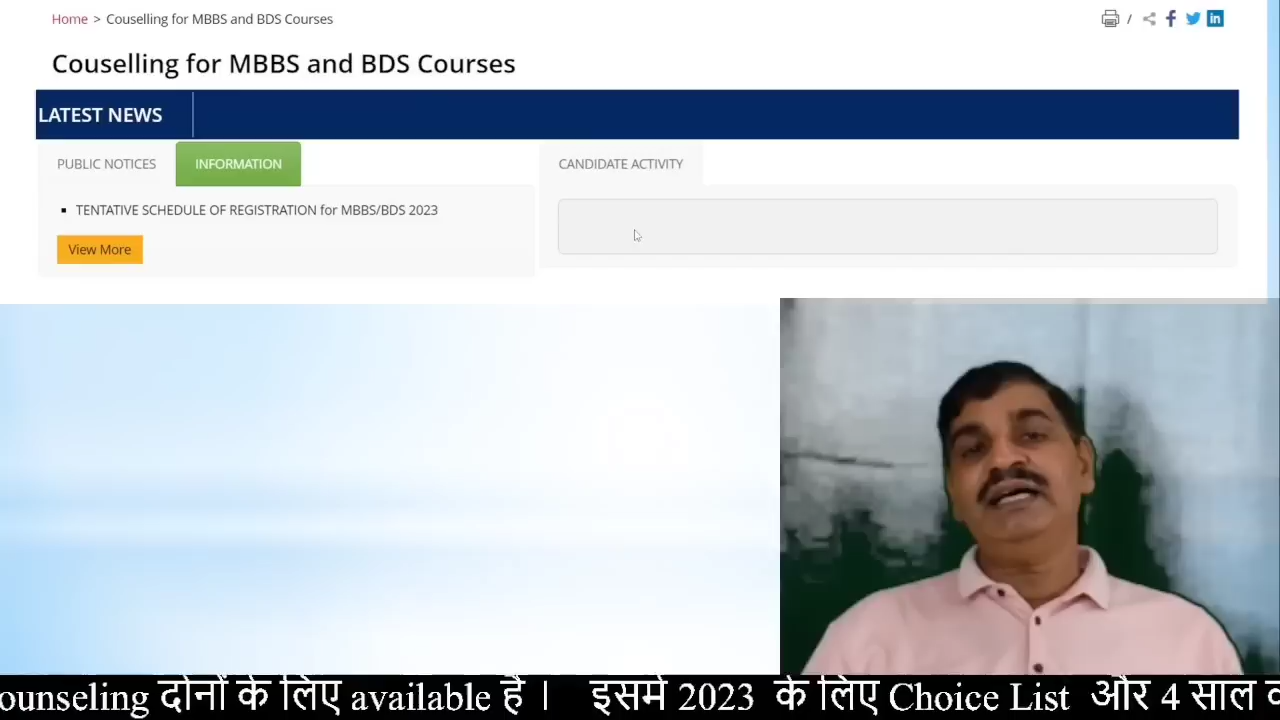 Home > Couselling for MBBS and BDS Courses
Couselling for MBBS and BDS Courses
LATEST NEWS
PUBLIC NOTICES INFORMATION CANDIDATE ACTIVITY
TENTATIVE SCHEDULE OF REGISTRATION for MBBS/BDS 2023
View More
ounseling दोनों के लिए available है । इसमें 2023 के लिए Choice List और 4 साल